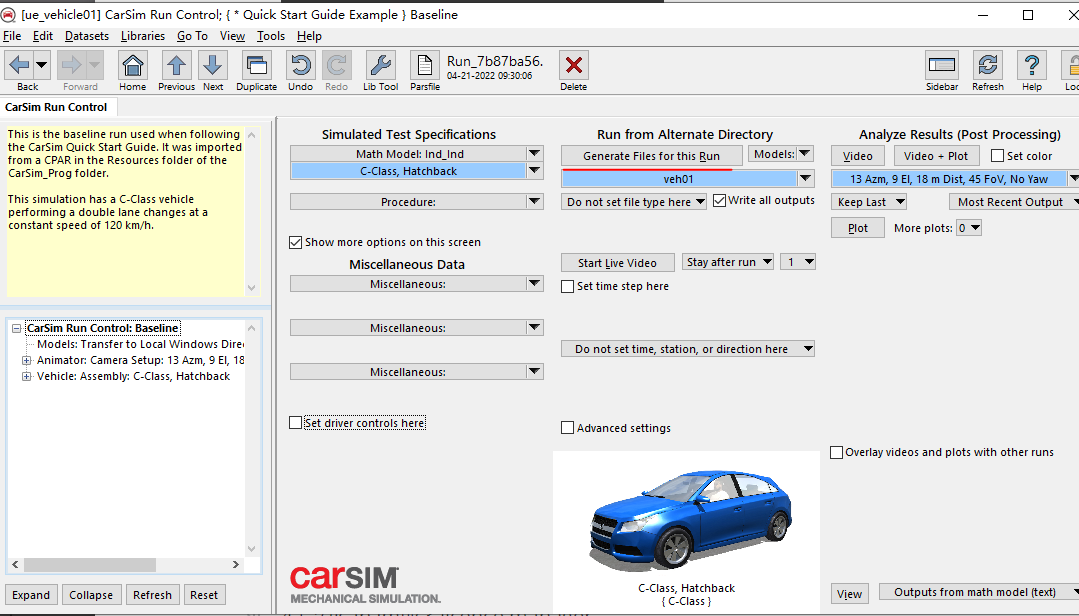 [ue_vehicle01] CarSim Run Control; { * Quick Start Guide Example } Baseline
File Edit Datasets Libraries Go To View Tools Help
Back Forward Home Previous Next Duplicate Undo Redo Lib Tool Parsfile
Run_7b87ba56.
04-21-2022 09:30:06
Delete Sidebar Refresh Help Loc
CarSim Run Control
This is the baseline run used when following
the CarSim Quick Start Guide. It was imported
from a CPAR in the Resources folder of the
CarSim_Prog folder.
This simulation has a C-Class vehicle
performing a double lane changes at a
constant speed of 120 km/h.
CarSim Run Control: Baseline
Models: Transfer to Local Windows Dire
Animator: Camera Setup: 13 Azm, 9 El, 18
Vehicle: Assembly: C-Class, Hatchback
Expand Collapse Refresh Reset
Simulated Test Specifications
Math Model: Ind_Ind
C-Class, Hatchback
Procedure:
Show more options on this screen
Miscellaneous Data
Miscellaneous:
Miscellaneous:
Miscellaneous:
Set driver controls here
carSIM
MECHANICAL SIMULATION.
Run from Alternate Directory
Generate Files for this Run Models:
veh01
Do not set file type here Write all outputs
Start Live Video Stay after run 1
Set time step here
Do not set time, station, or direction here
Advanced settings
C-Class, Hatchback
{ C-Class }
Analyze Results (Post Processing)
Video Video + Plot Set color
13 Azm, 9 El, 18 m Dist, 45 FoV, No Yaw
Keep Last Most Recent Output
Plot More plots: 0
Overlay videos and plots with other runs
View Outputs from math model (text)